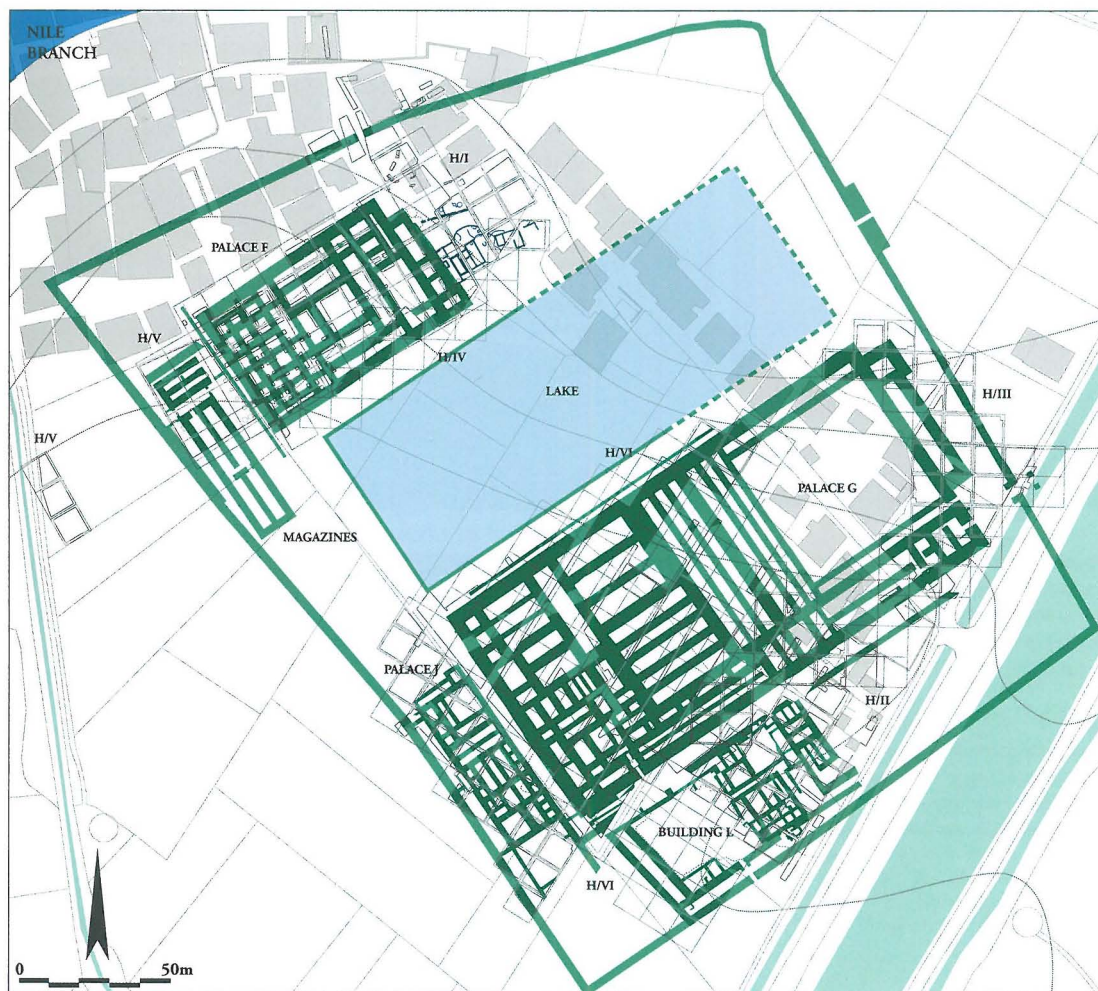 NILE
BRANCH
H/I
PALACE F
H/V
H/IV
LAKE
H/III
H/V
H/VI
PALACE G
MAGAZINES
PALACE J
H/II
BUILDING L
H/VI
0 50m